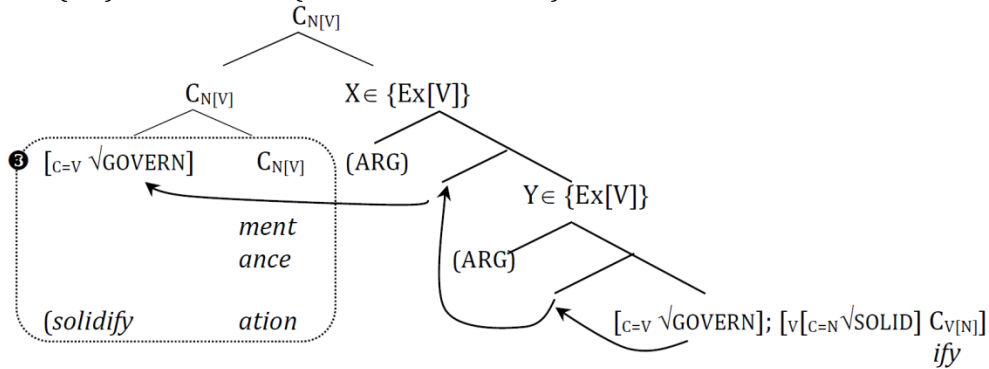 C_N[V]
C_N[V] X∈ {Ex[V]}
❸ [C=V √GOVERN] C_N[V] (ARG)
Y∈ {Ex[V]}
ment
ance (ARG)
(solidify ation [C=V √GOVERN]; [V[C=N√SOLID] C_V[N]]
ify